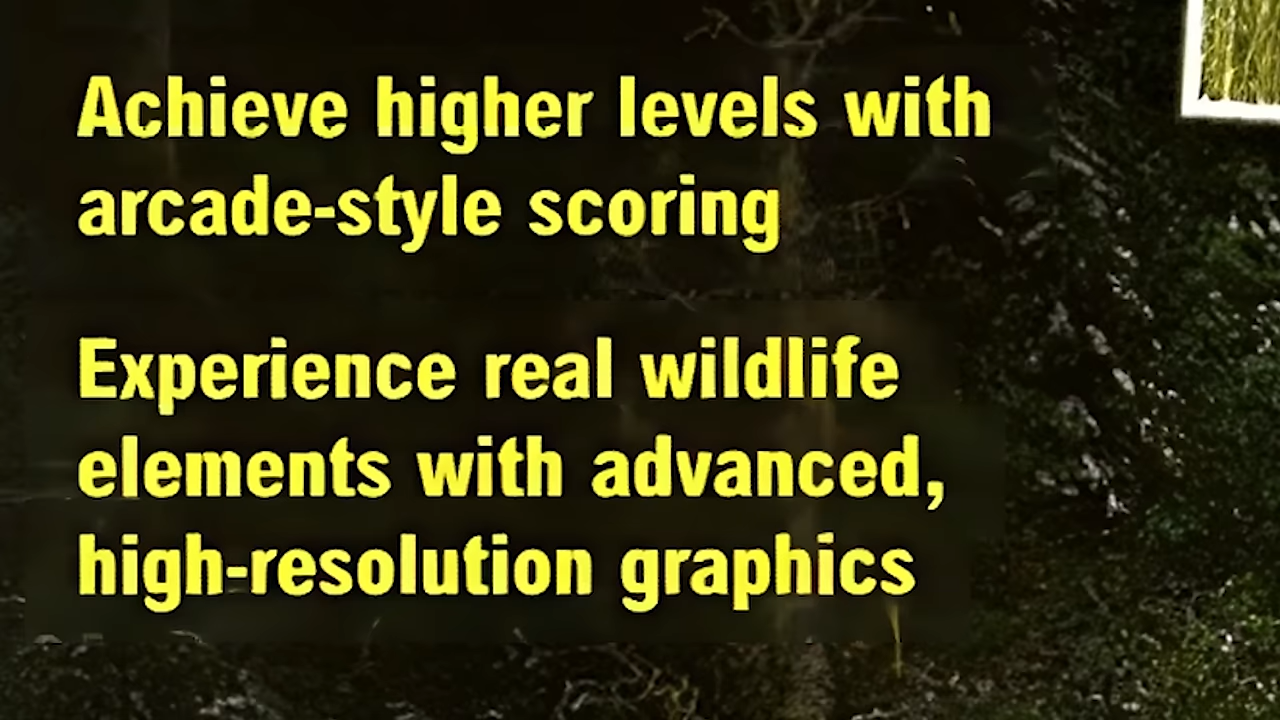 Achieve higher levels with
arcade-style scoring
Experience real wildlife
elements with advanced,
high-resolution graphics